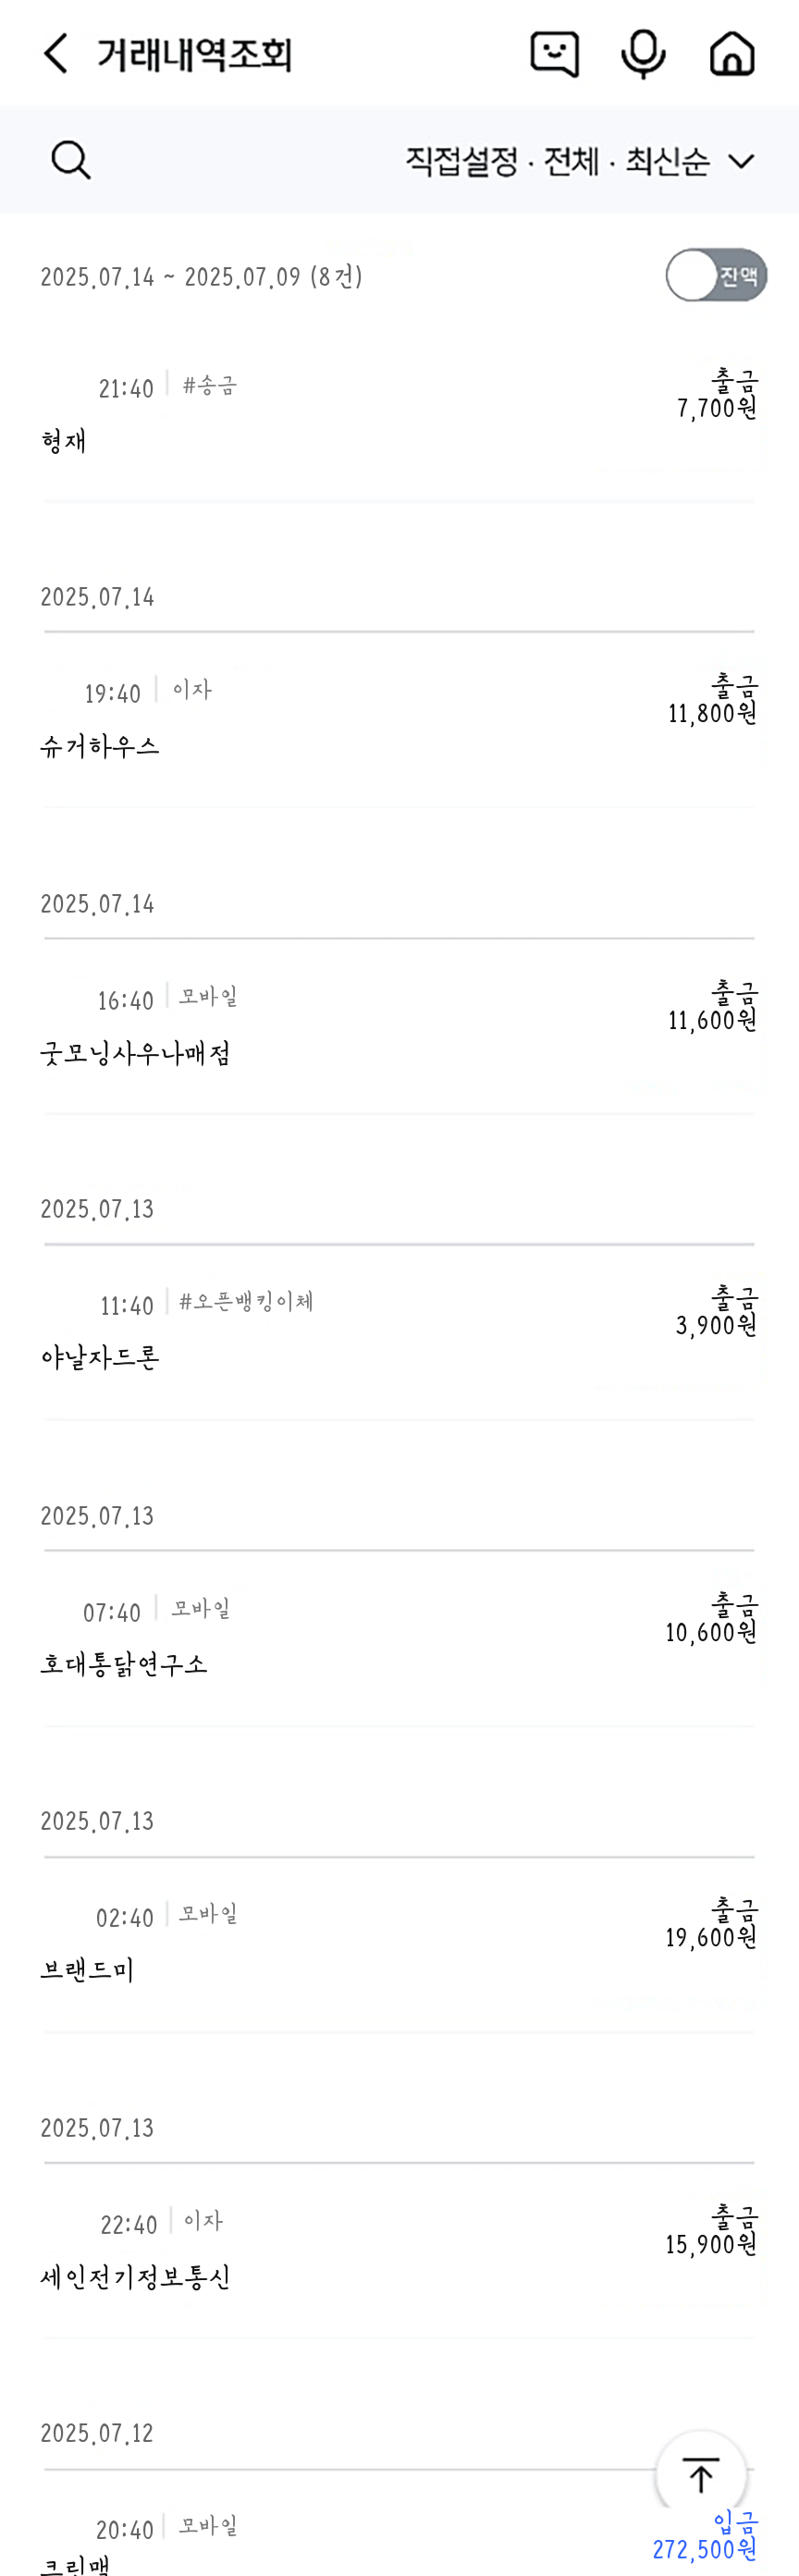 거래내역조회
직접설정 · 전체 · 최신순
2025.07.14 ~ 2025.07.09 (8건)
잔액
21:40 #송금
출금
7,700원
형재
2025.07.14
19:40 이자
출금
11,800원
슈거하우스
2025.07.14
16:40 모바일
출금
11,600원
굿모닝사우나매점
2025.07.13
11:40 #오픈뱅킹이체
출금
3,900원
야날자드론
2025.07.13
07:40 모바일
출금
10,600원
호대통닭연구소
2025.07.13
02:40 모바일
출금
19,600원
브랜드미
2025.07.13
22:40 이자
출금
15,900원
세인전기정보통신
2025.07.12
20:40 모바일
입금
272,500원
크린맥